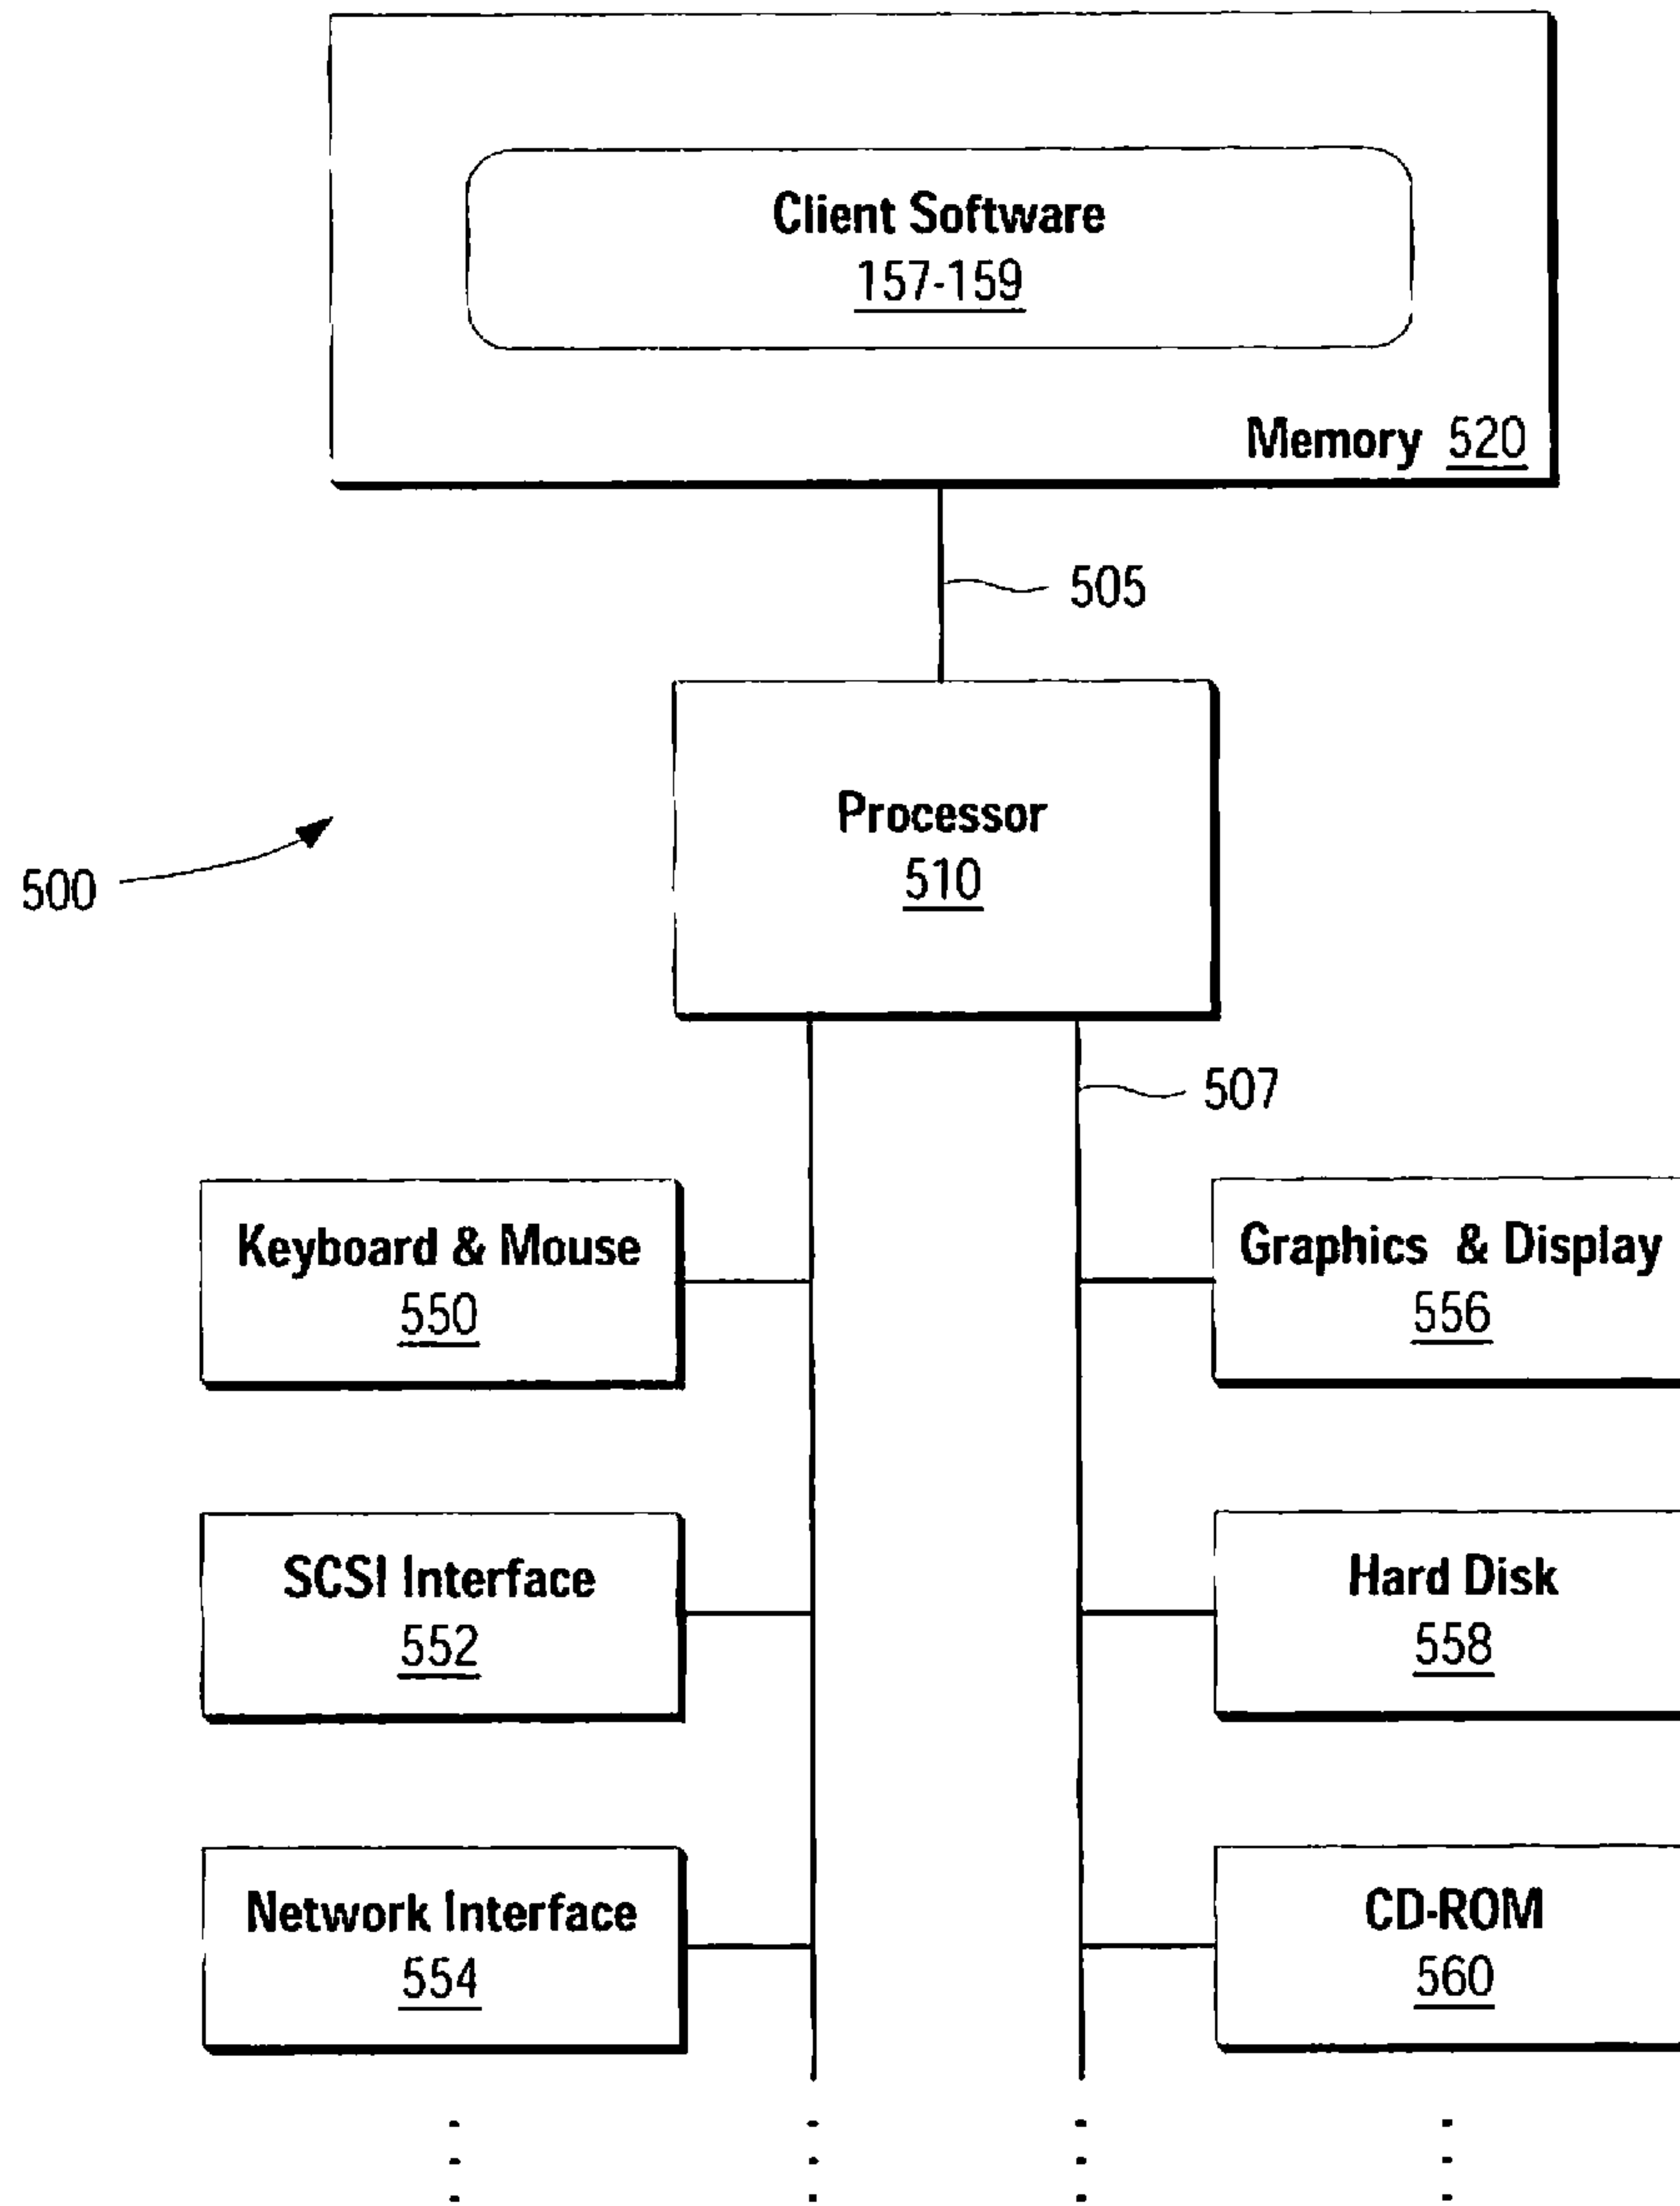 Client Software
157-159
Memory 520
505
Processor
510
500
507
Keyboard & Mouse
550
Graphics & Display
556
SCSI Interface
552
Hard Disk
558
Network Interface
554
CD-ROM
560